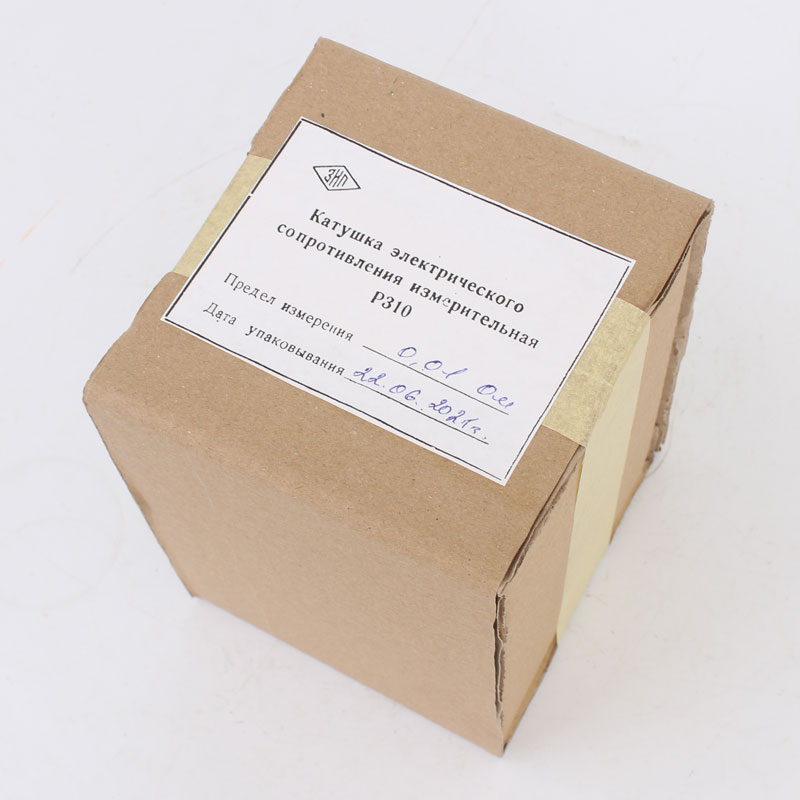 ЗИП
Катушка электрического
сопротивления измерительная
Р310
Предел измерения 0,01 Ом
Дата упаковывания 22.06.2021г.